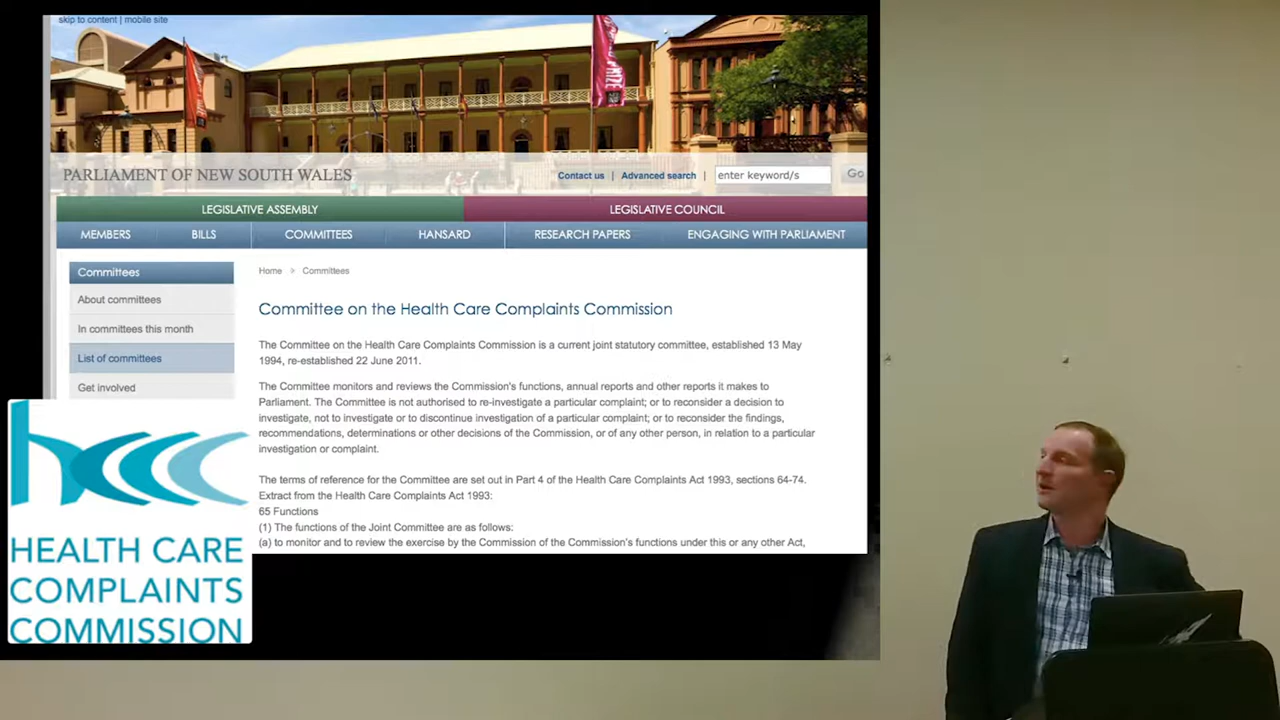 skip to content | mobile site
PARLIAMENT OF NEW SOUTH WALES
Contact us | Advanced search |
enter keyword/s
Go
LEGISLATIVE ASSEMBLY
LEGISLATIVE COUNCIL
MEMBERS
BILLS
COMMITTEES
HANSARD
RESEARCH PAPERS
ENGAGING WITH PARLIAMENT
Committees
About committees
In committees this month
List of committees
Get involved
Home
Committees
Committee on the Health Care Complaints Commission
The Committee on the Health Care Complaints Commission is a current joint statutory committee, established 13 May
1994, re-established 22 June 2011.
The Committee monitors and reviews the Commission's functions, annual reports and other reports it makes to
Parliament. The Committee is not authorised to re-investigate a particular complaint; or to reconsider a decision to
investigate, not to investigate or to discontinue investigation of a particular complaint; or to reconsider the findings,
recommendations, determinations or other decisions of the Commission, or of any other person, in relation to a particular
investigation or complaint.
The terms of reference for the Committee are set out in Part 4 of the Health Care Complaints Act 1993, sections 64-74.
Extract from the Health Care Complaints Act 1993:
65 Functions
(1) The functions of the Joint Committee are as follows:
(a) to monitor and to review the exercise by the Commission of the Commission's functions under this or any other Act,
hccc
HEALTH CARE
COMPLAINTS
COMMISSION